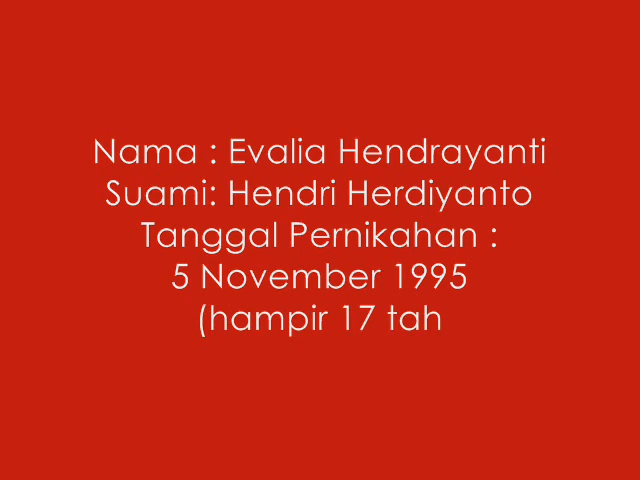 Nama : Evalia Hendrayanti
Suami: Hendri Herdiyanto
Tanggal Pernikahan :
5 November 1995
(hampir 17 tah